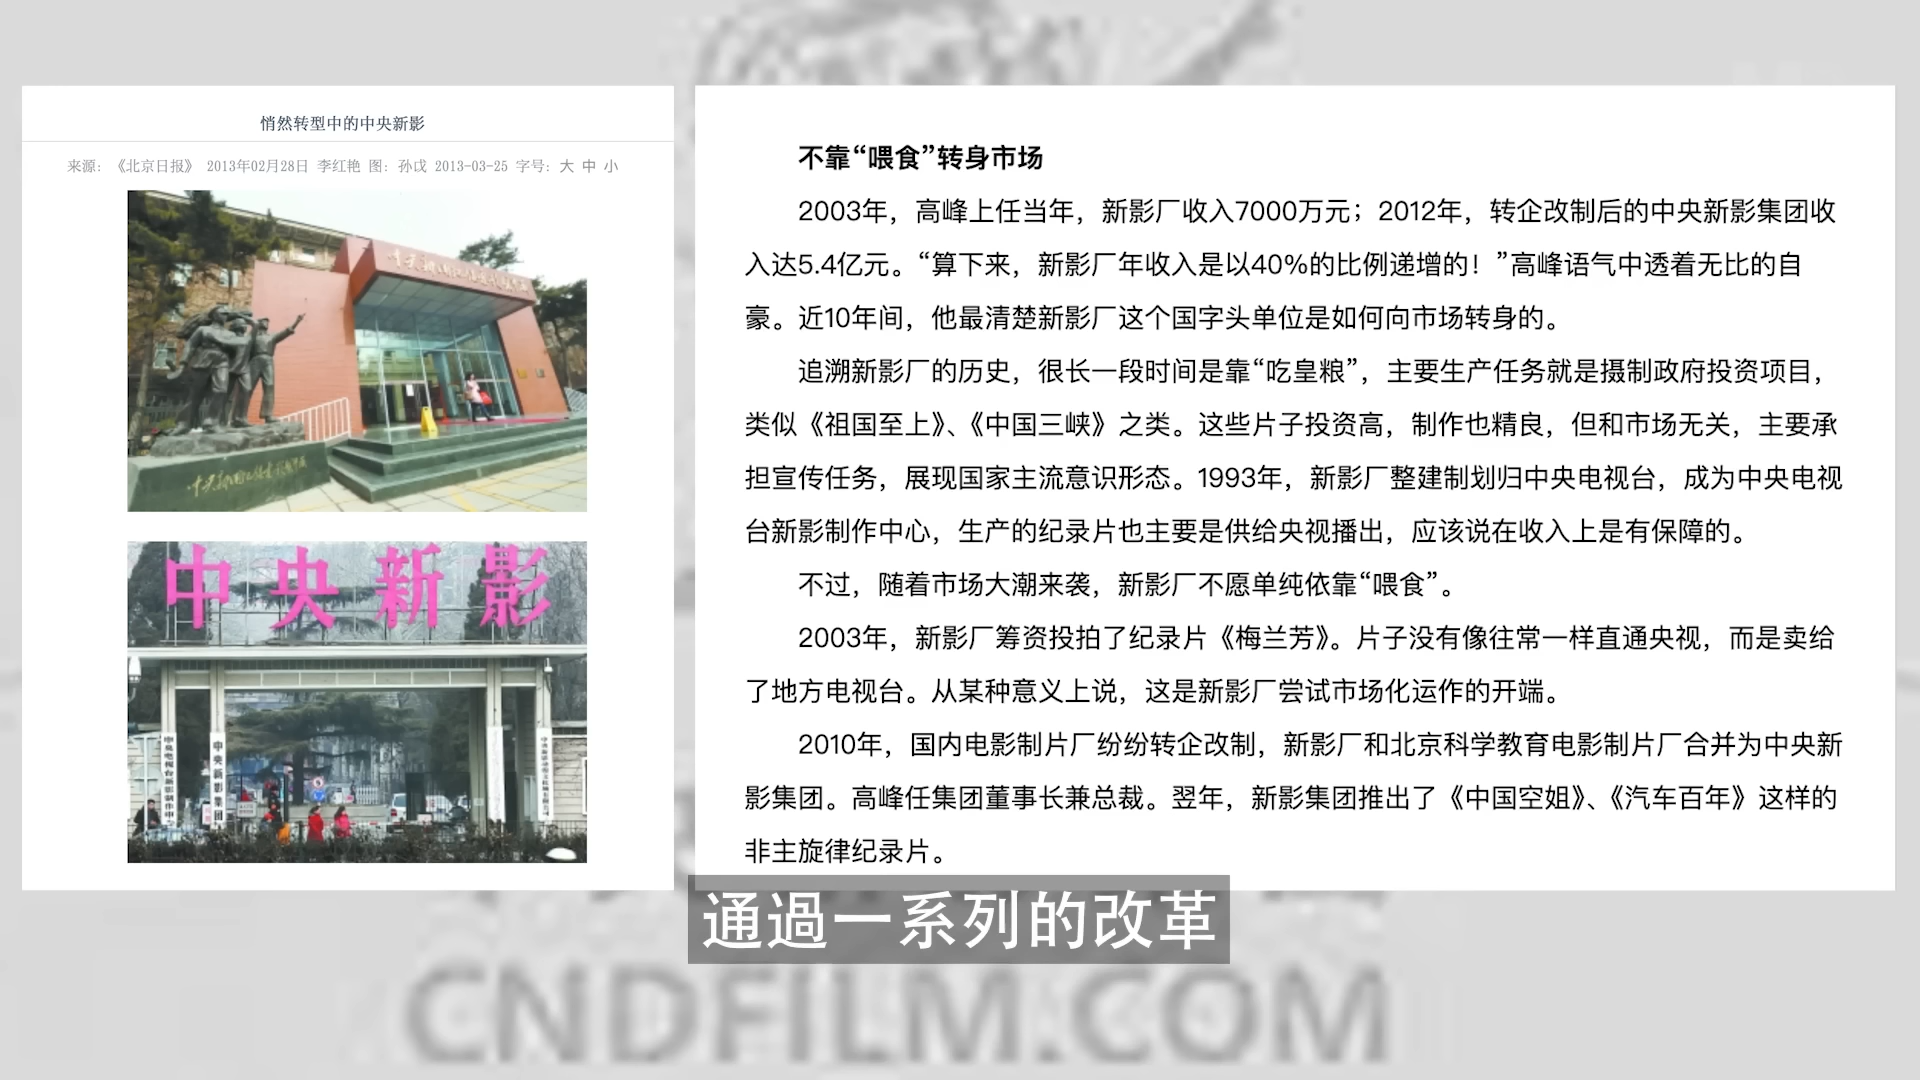 悄然转型中的中央新影
来源：《北京日报》 2013年02月28日 李红艳 图：孙戉 2013-03-25 字号：大 中 小
中央新影
中央新影集团
不靠“喂食”转身市场
2003年，高峰上任当年，新影厂收入7000万元；2012年，转企改制后的中央新影集团收
入达5.4亿元。“算下来，新影厂年收入是以40%的比例递增的！”高峰语气中透着无比的自
豪。近10年间，他最清楚新影厂这个国字头单位是如何向市场转身的。
追溯新影厂的历史，很长一段时间是靠“吃皇粮”，主要生产任务就是摄制政府投资项目，
类似《祖国至上》、《中国三峡》之类。这些片子投资高，制作也精良，但和市场无关，主要承
担宣传任务，展现国家主流意识形态。1993年，新影厂整建制划归中央电视台，成为中央电视
台新影制作中心，生产的纪录片也主要是供给央视播出，应该说在收入上是有保障的。
不过，随着市场大潮来袭，新影厂不愿单纯依靠“喂食”。
2003年，新影厂筹资投拍了纪录片《梅兰芳》。片子没有像往常一样直通央视，而是卖给
了地方电视台。从某种意义上说，这是新影厂尝试市场化运作的开端。
2010年，国内电影制片厂纷纷转企改制，新影厂和北京科学教育电影制片厂合并为中央新
影集团。高峰任集团董事长兼总裁。翌年，新影集团推出了《中国空姐》、《汽车百年》这样的
非主旋律纪录片。
通過一系列的改革
CNDFILM.COM